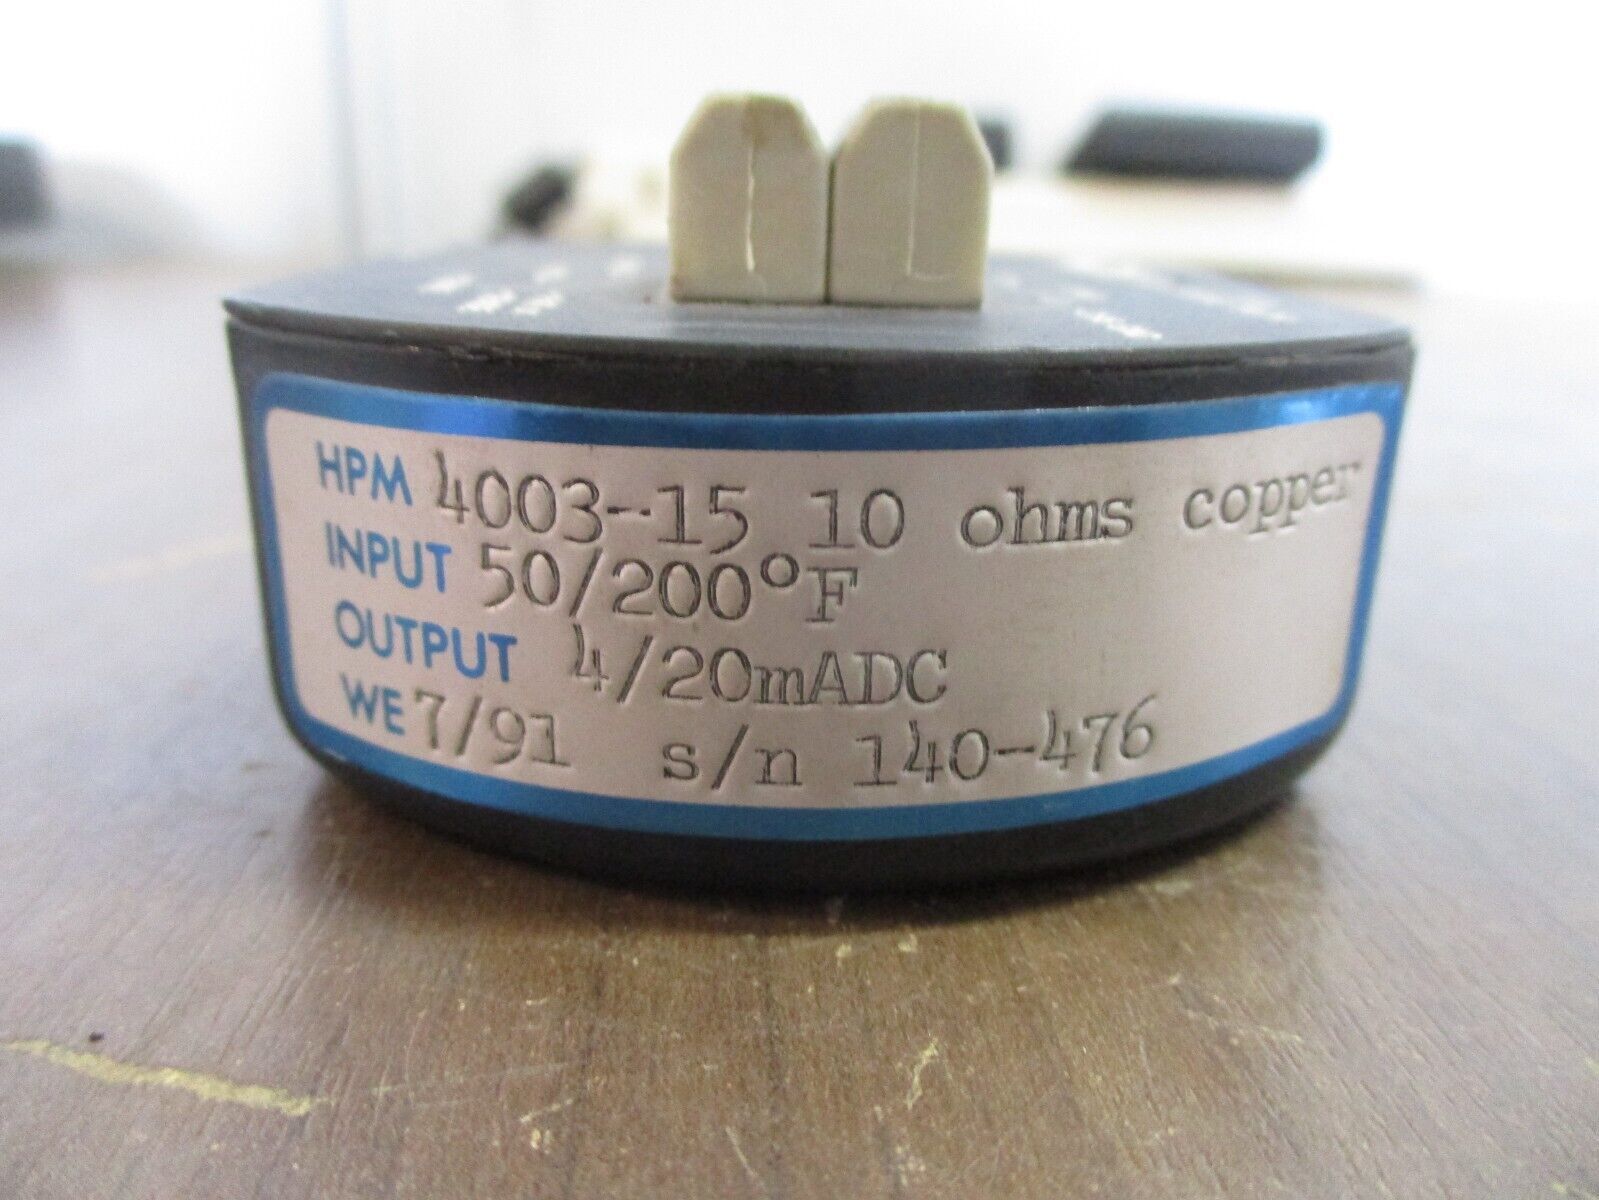 HPM 4003-15 10 ohms copper
INPUT 50/200°F
OUTPUT 4/20mADC
WE 7/91 s/n 140-476